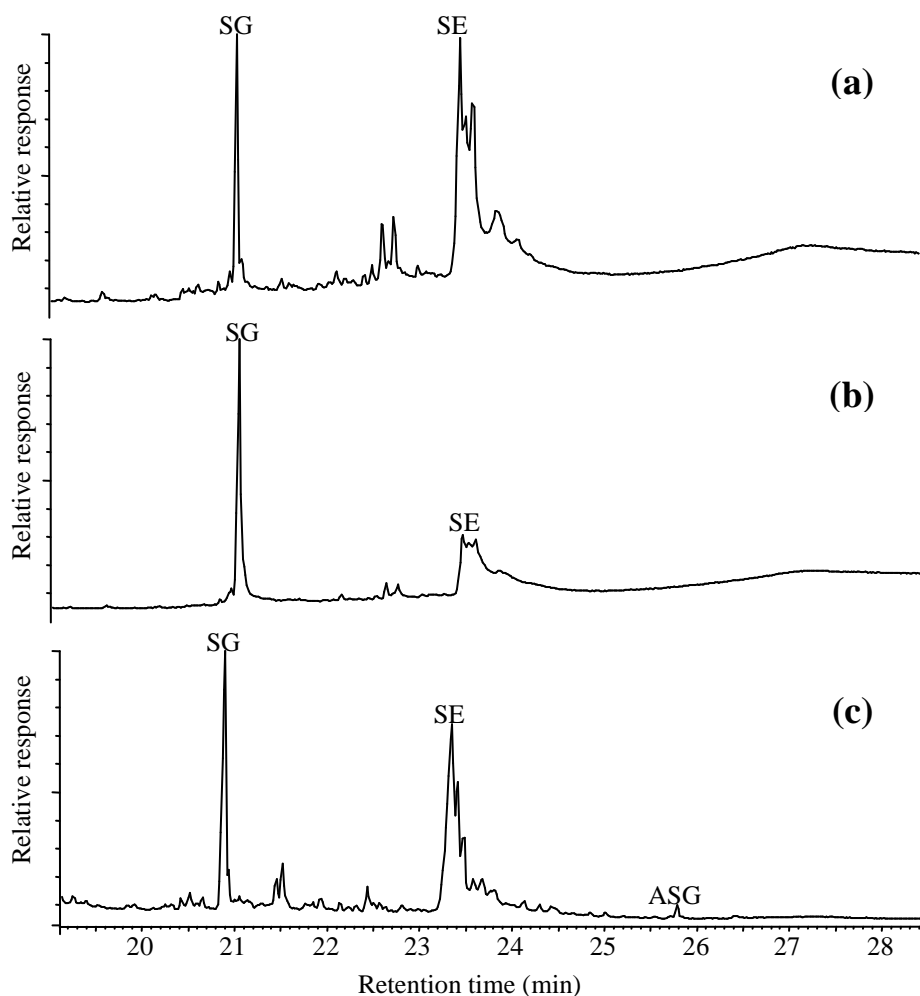 SG SE
(a)
Relative response
SG
(b)
SE
Relative response
SG
(c)
SE
ASG
Relative response
20 21 22 23 24 25 26 27 28
Retention time (min)